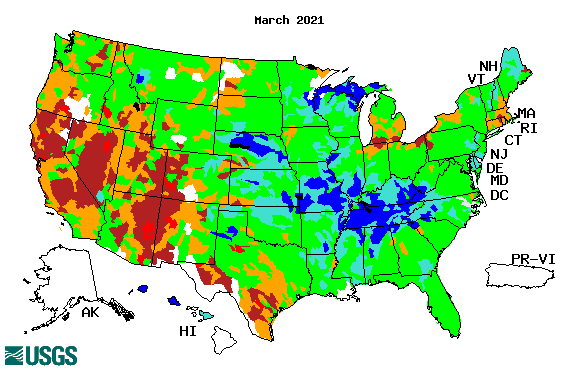 March 2021
NH
VT
MA
RI
CT
NJ
DE
MD
DC
PR-VI
AK
HI
USGS